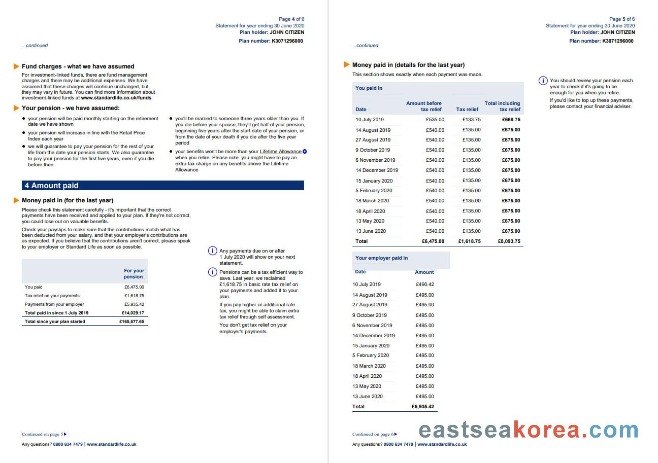 Page 4 of 6
Statement for year ending 30 June 2020
Plan holder: JOHN CITIZEN
Plan number: K3071296000
...continued
Fund charges - what we have assumed
For investment-linked funds, there are fund management
charges and there may be additional expenses. We have
assumed that these charges will continue unchanged, but
they may vary in future. You can find more information about
investment-linked funds at www.standardlife.co.uk/funds
Your pension - we have assumed:
your pension will be paid monthly starting on the retirement
date we have shown
your pension will increase in line with the Retail Price
Index each year
we will guarantee to pay your pension for the rest of your
life from the date your pension starts. We also guarantee
to pay your pension for the first five years, even if you die
before then
you'll be married to someone three years older than you. If
you die before your spouse, they'll get half of your pension,
beginning five years after the start date of your pension, or
from the date of your death if you die after the five year
period
your benefits won't be more than your Lifetime Allowance
when you retire. Please note, you might have to pay an
extra tax charge on any benefits above the Lifetime
Allowance
4 Amount paid
Money paid in (for the last year)
Please check this statement carefully - it's important that the correct
payments have been received and applied to your plan. If they're not correct,
you could lose out on valuable benefits.
Check your payslips to make sure that the contributions match what has
been deducted from your salary, and that your employer's contributions are
as expected. If you believe that the contributions aren't correct, please speak
to your employer or Standard Life as soon as possible.
For your
pension
You paid £6,475.00
Tax relief on your payments £1,618.75
Payments from your employer £5,935.42
Total paid in since 1 July 2019 £14,029.17
Total since your plan started
Any payments due on or after
1 July 2020 will show on your next
statement.
Pensions can be a tax efficient way to
save. Last year, we reclaimed
£1,618.75 in basic rate tax relief on
your payments and added it to your
plan.
If you pay higher or additional rate
tax, you might be able to claim extra
tax relief through self assessment.
You don't get tax relief on your
employer's payments
Continued on page 5
Any questions? 0800 634 7479 | www.standardlife.co.uk
Page 5 of 6
Statement for year ending 30 June 2020
Plan holder: JOHN CITIZEN
Plan number: K3071296000
...continued
Money paid in (details for the last year)
This section shows exactly when each payment was made.
You paid in
Date Amount before tax relief Tax relief Total including tax relief
10 July 2019 £535.00 £133.75 £668.75
14 August 2019 £540.00 £135.00 £675.00
27 August 2019 £540.00 £135.00 £675.00
9 October 2019 £540.00 £135.00 £675.00
6 November 2019 £540.00 £135.00 £675.00
14 December 2019 £540.00 £135.00 £675.00
15 January 2020 £540.00 £135.00 £675.00
5 February 2020 £540.00 £135.00 £675.00
18 March 2020 £540.00 £135.00 £675.00
18 April 2020 £540.00 £135.00 £675.00
13 May 2020 £540.00 £135.00 £675.00
13 June 2020 £540.00 £135.00 £675.00
Total £6,475.00 £1,618.75 £8,093.75
You should review your pension each
year to check if it's going to be
enough for you when you retire.
If you'd like to top up these payments,
please contact your financial adviser.
Your employer paid in
Date Amount
10 July 2019 £490.42
14 August 2019 £495.00
27 August 2019 £495.00
9 October 2019 £495.00
6 November 2019 £495.00
14 December 2019 £495.00
15 January 2020 £495.00
5 February 2020 £495.00
18 March 2020 £495.00
18 April 2020 £495.00
13 May 2020 £495.00
13 June 2020 £495.00
Total £5,935.42
Continued on page 6
Any questions? 0800 634 7479 | www.standardlife.co.uk
eastseakorea.com